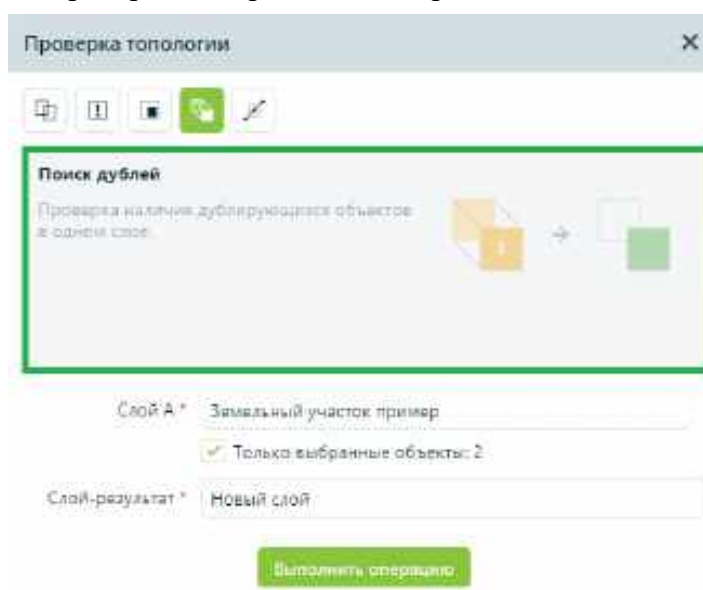 Проверка топологии
Поиск дублей
Проверка наличия дублирующихся объектов
в одном слое.
Слой А *
Земельный участок пример
Только выбранные объекты: 2
Слой-результат *
Новый слой
Выполнить операцию